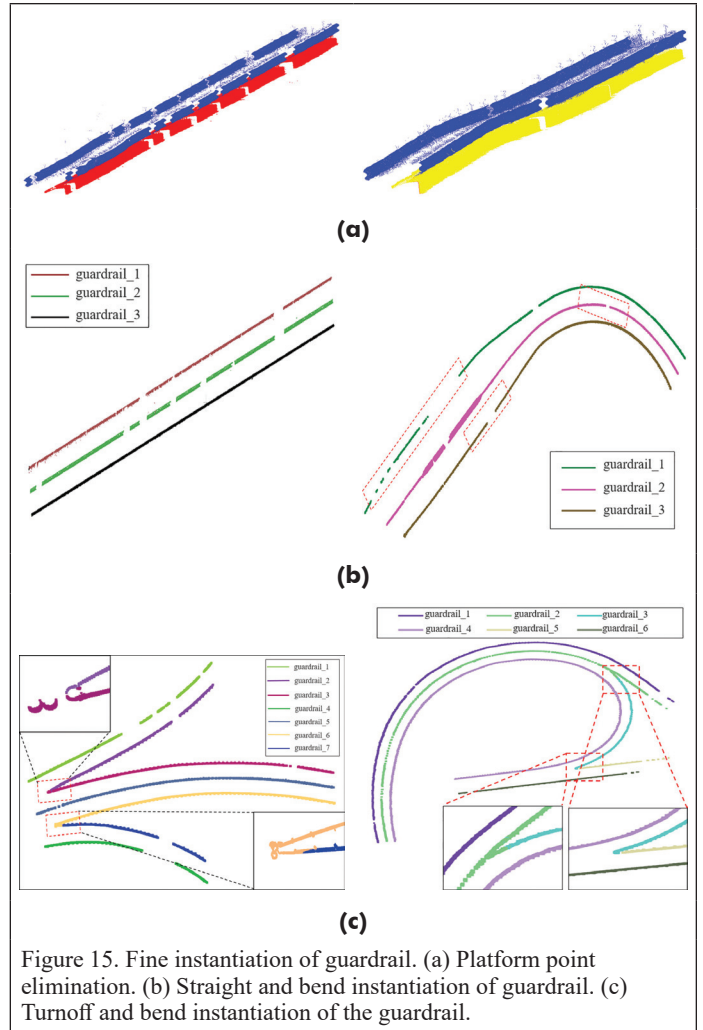 (a)
guardrail_1
guardrail_2
guardrail_3
guardrail_1
guardrail_2
guardrail_3
(b)
guardrail_1
guardrail_2
guardrail_3
guardrail_4
guardrail_5
guardrail_6
guardrail_7
guardrail_1 guardrail_2 guardrail_3
guardrail_4 guardrail_5 guardrail_6
(c)
Figure 15. Fine instantiation of guardrail. (a) Platform point
elimination. (b) Straight and bend instantiation of guardrail. (c)
Turnoff and bend instantiation of the guardrail.